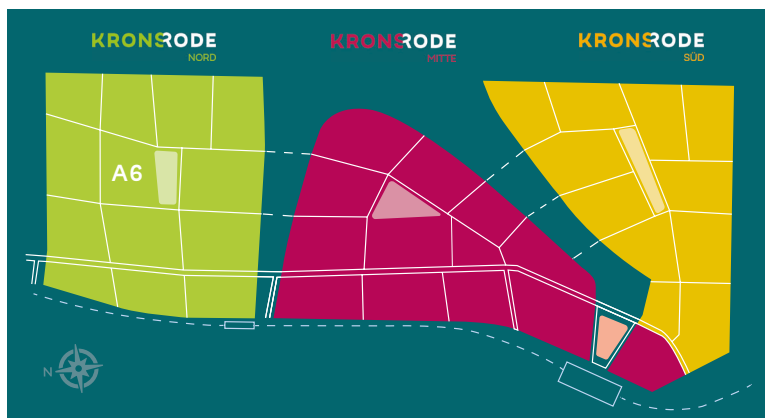 KRONSRODE
NORD
KRONSRODE
MITTE
KRONSRODE
SÜD
A6
N